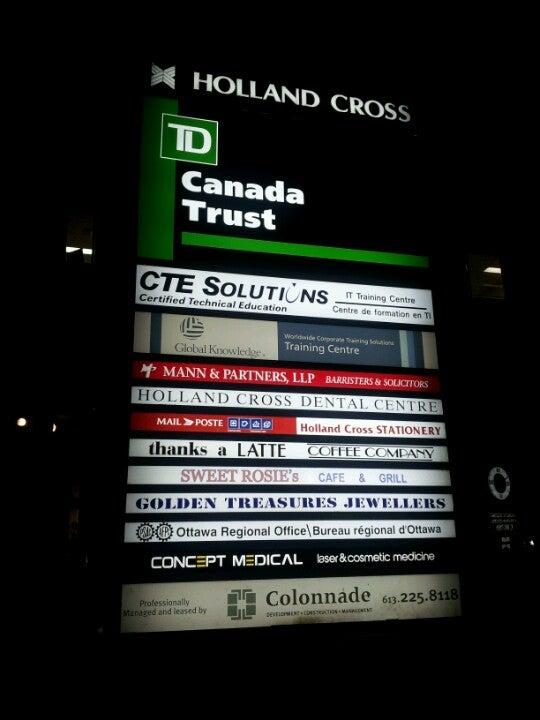 HOLLAND CROSS
TD
Canada
Trust
CTE SOLUTIONS
Certified Technical Education
IT Training Centre
Centre de formation en TI
Global Knowledge.
Worldwide Corporate Training Solutions
Training Centre
MANN & PARTNERS, LLP BARRISTERS & SOLICITORS
HOLLAND CROSS DENTAL CENTRE
MAIL POSTE Holland Cross STATIONERY
thanks a LATTE COFFEE COMPANY
SWEET ROSIE's CAFE & GRILL
GOLDEN TREASURES JEWELLERS
Ottawa Regional Office\Bureau régional d'Ottawa
CONCEPT MEDICAL laser & cosmetic medicine
Professionally
Managed and leased by
Colonnade
DEVELOPMENT • CONSTRUCTION • MANAGEMENT
613.225.8118